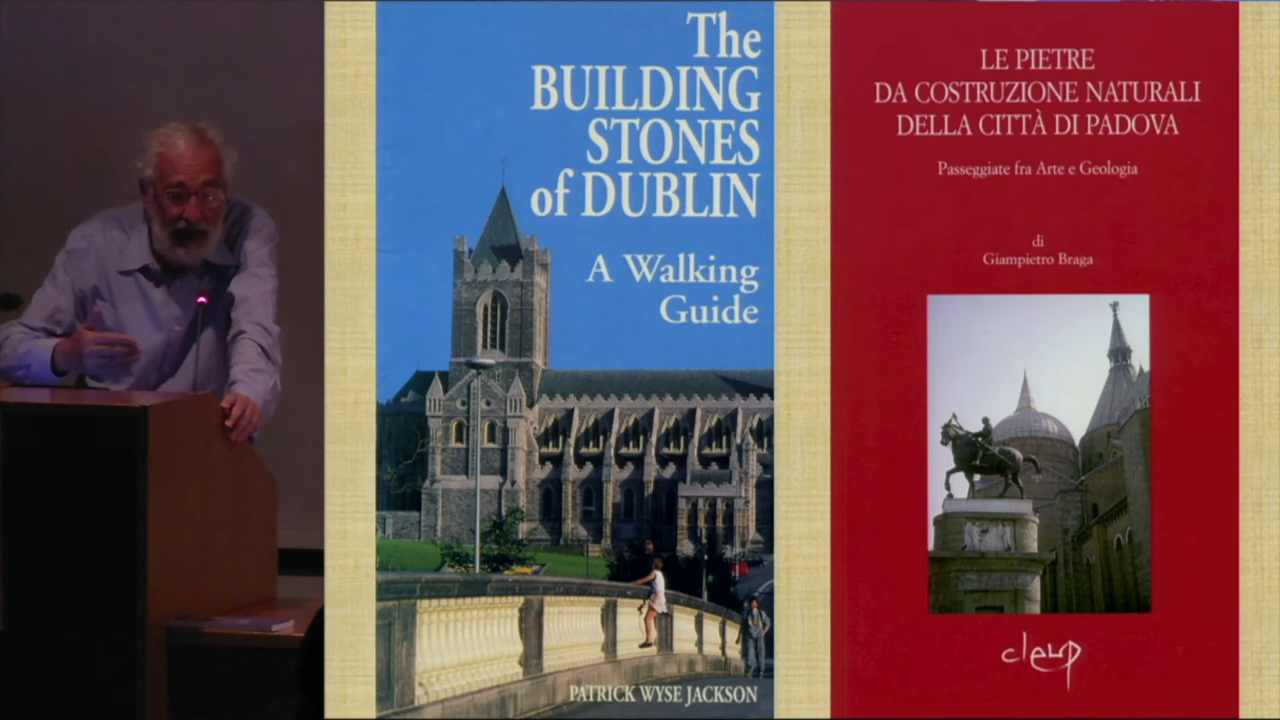 The
BUILDING
STONES
of DUBLIN
A Walking
Guide
PATRICK WYSE JACKSON
LE PIETRE
DA COSTRUZIONE NATURALI
DELLA CITTÀ DI PADOVA
Passeggiate fra Arte e Geologia
di
Giampietro Braga
cleup